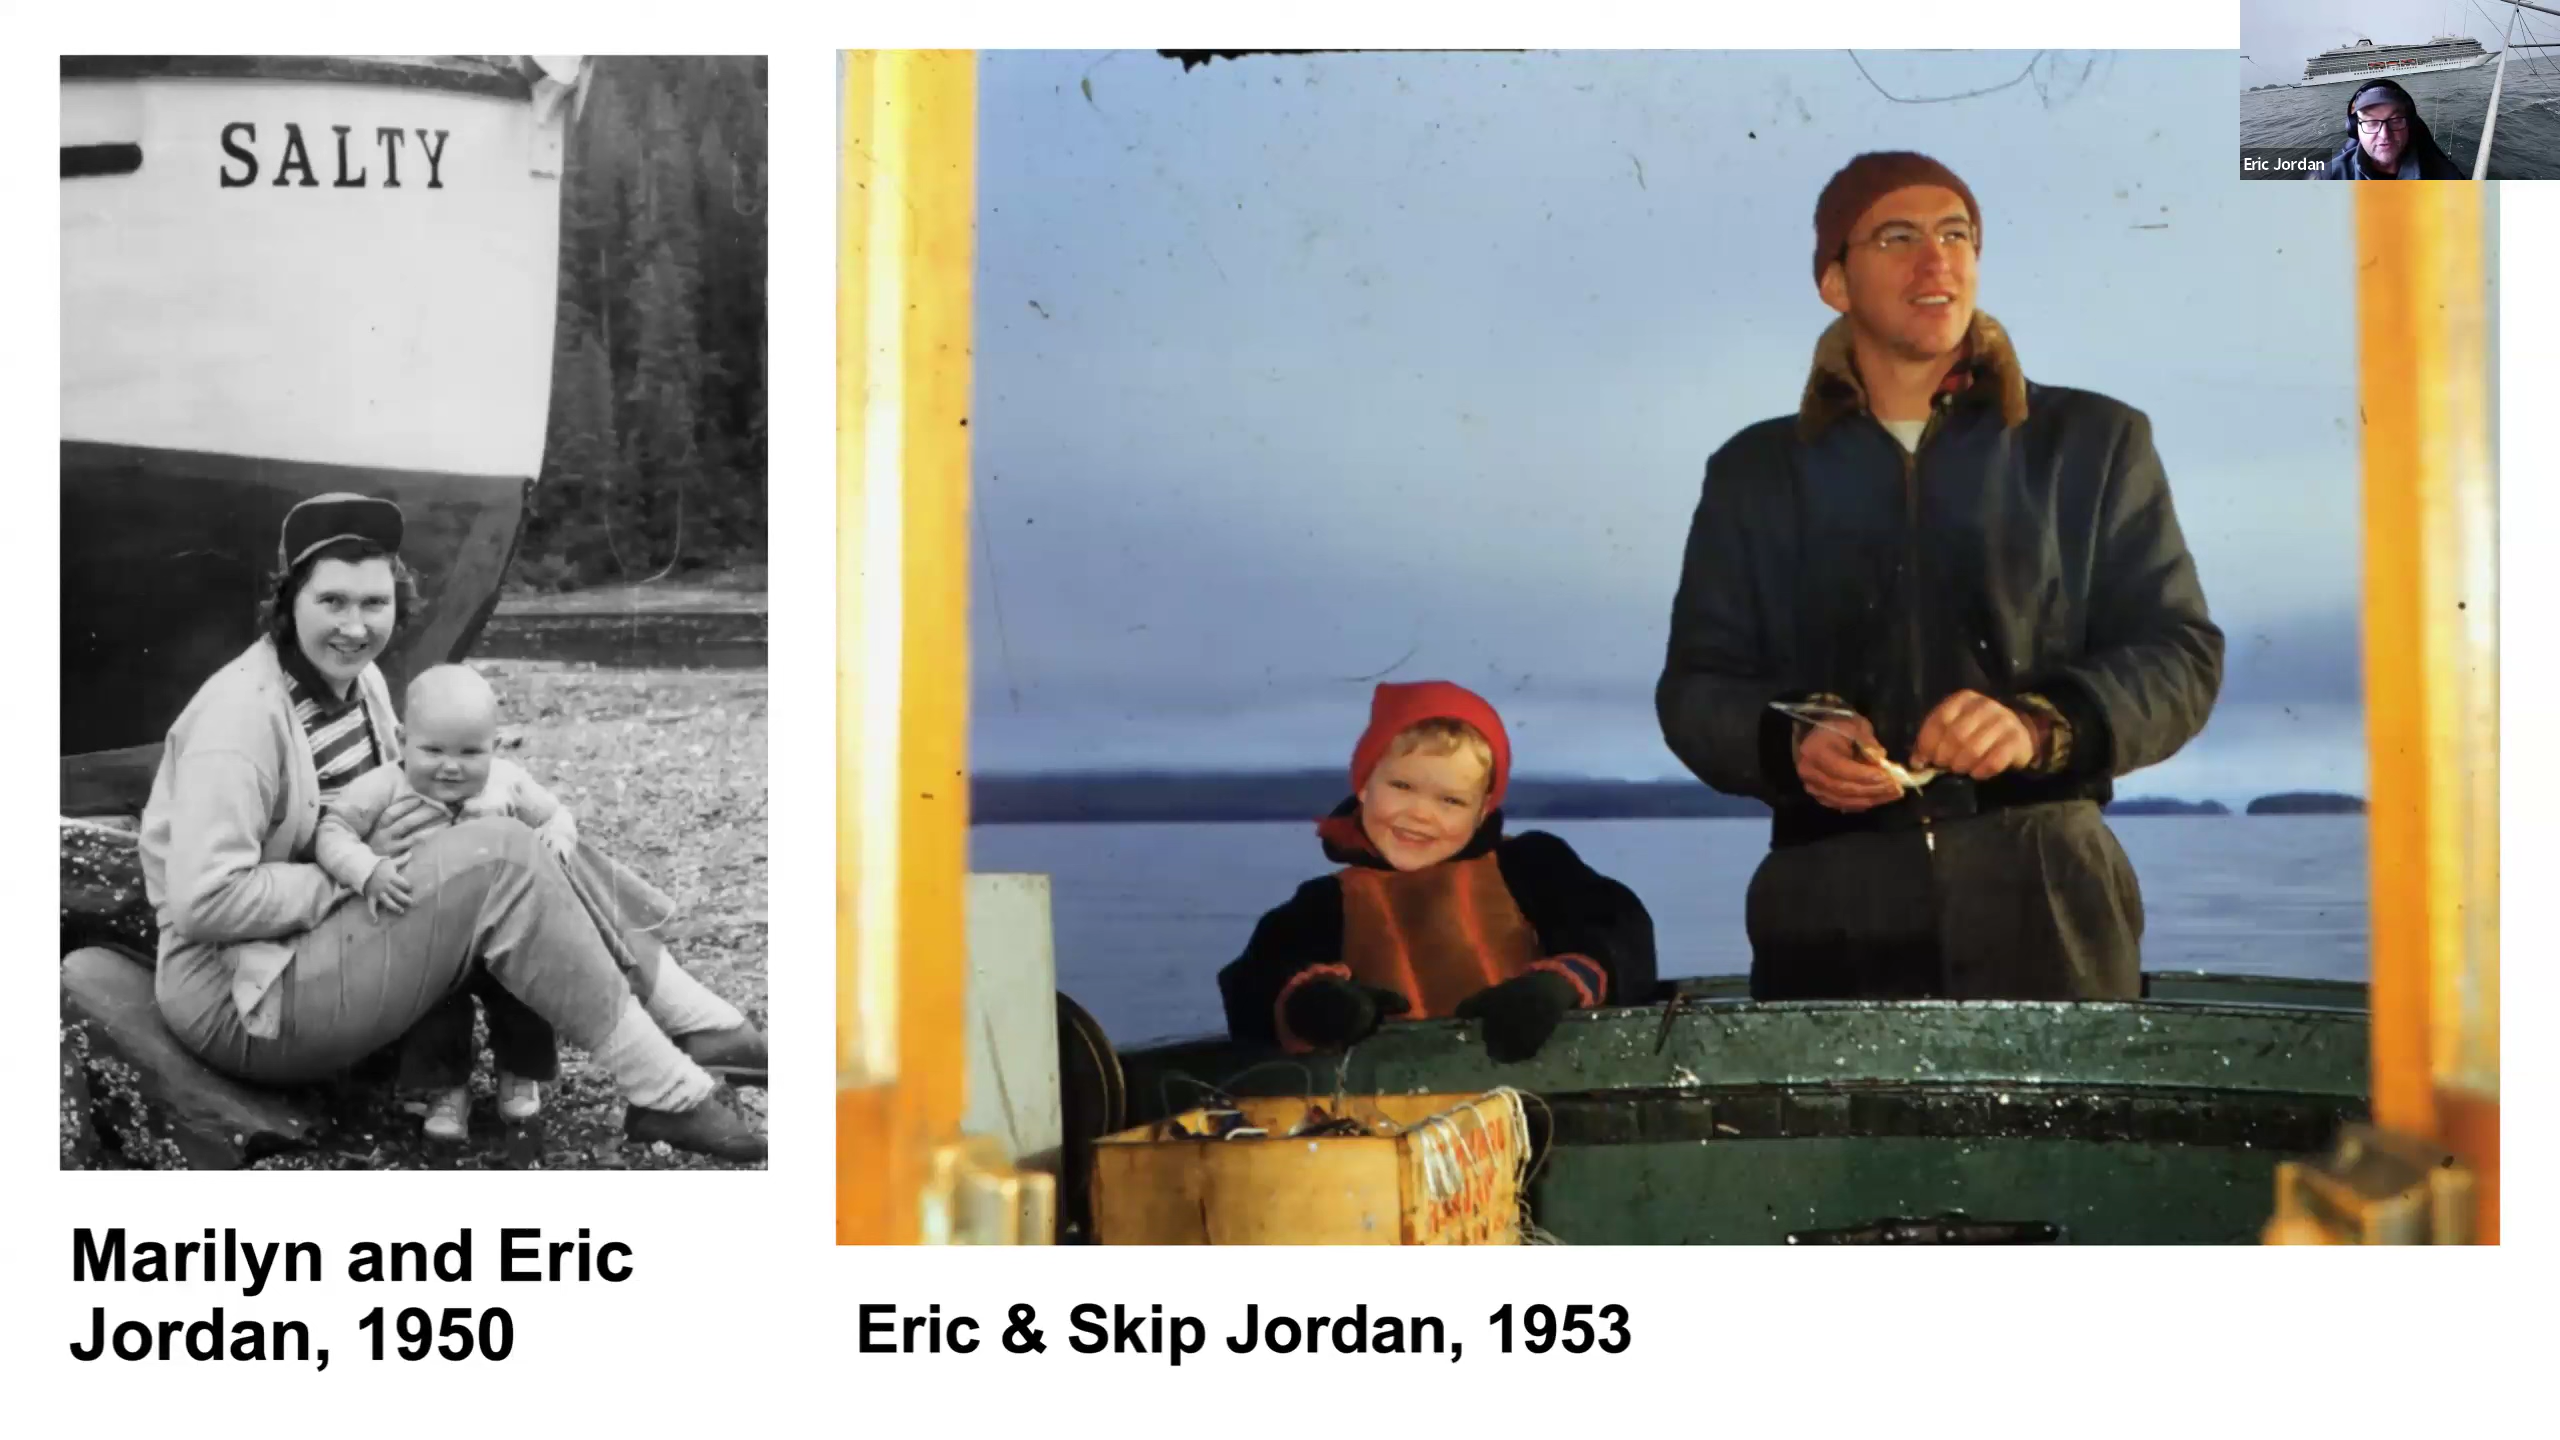 SALTY
Eric Jordan
Marilyn and Eric
Jordan, 1950
Eric & Skip Jordan, 1953